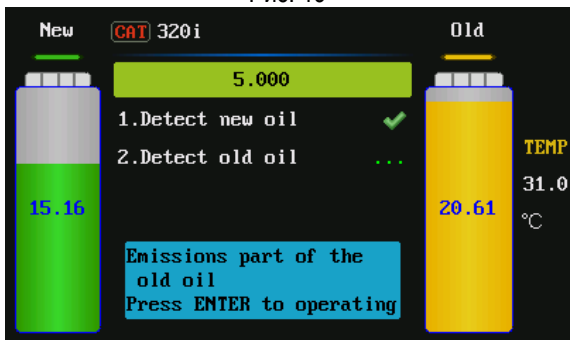 New CAT 320i Old
5.000
1.Detect new oil
2.Detect old oil ...
TEMP
31.0
15.16 20.61 °C
Emissions part of the
old oil
Press ENTER to operating